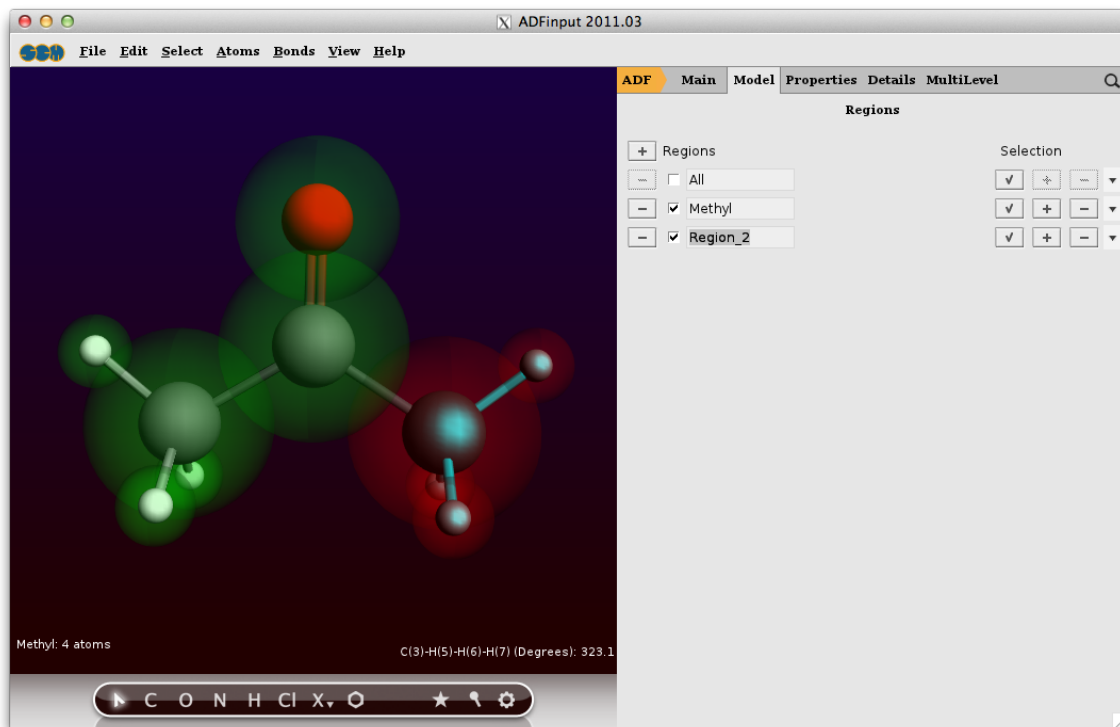 X ADFinput 2011.03
SCM File Edit Select Atoms Bonds View Help
ADF Main Model Properties Details MultiLevel
Regions
+ Regions Selection
All
Methyl
Region_2
Methyl: 4 atoms
C(3)-H(5)-H(6)-H(7) (Degrees): 323.1
C O N H Cl X